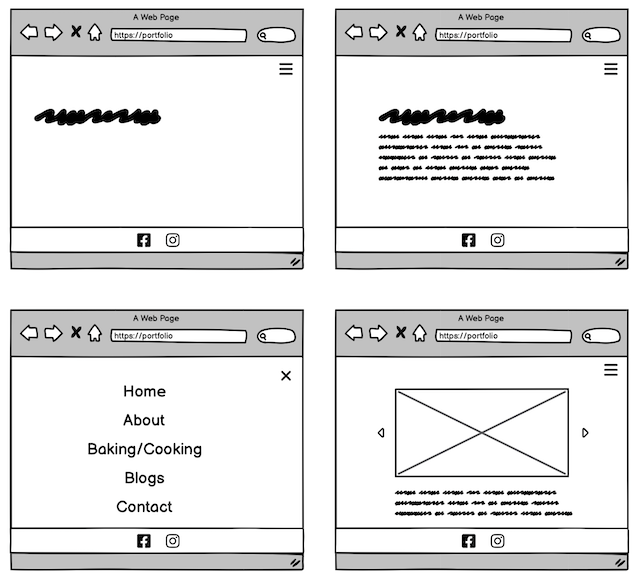 A Web Page
https://portfolio
A Web Page
https://portfolio
A Web Page
https://portfolio
Home
About
Baking/Cooking
Blogs
Contact
A Web Page
https://portfolio